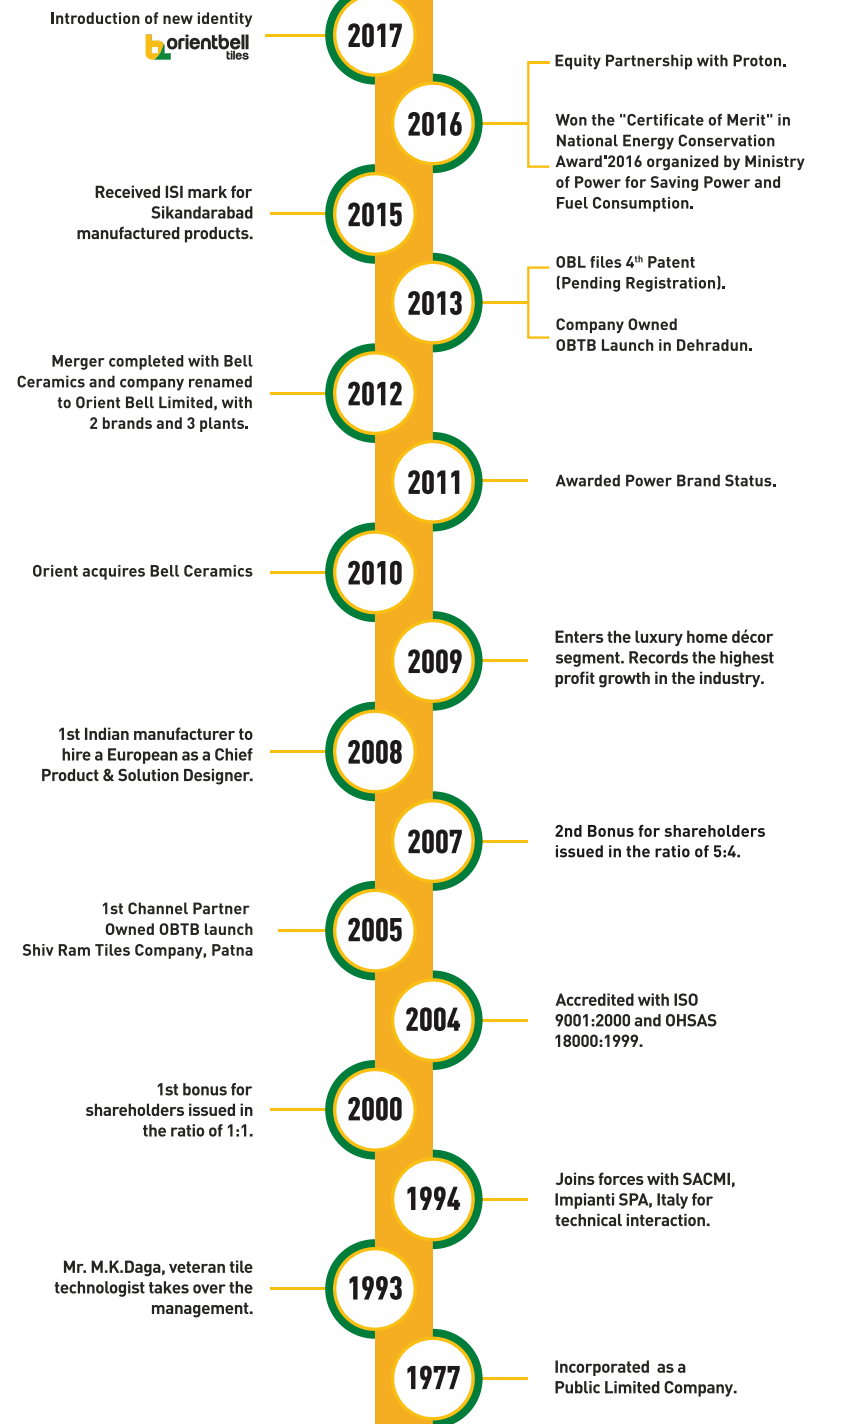 Introduction of new identity
orientbell
tiles
2017
Equity Partnership with Proton.
2016
Won the "Certificate of Merit" in
National Energy Conservation
Award'2016 organized by Ministry
of Power for Saving Power and
Fuel Consumption.
Received ISI mark for
Sikandarabad
manufactured products.
2015
OBL files 4th Patent
(Pending Registration).
2013
Company Owned
OBTB Launch in Dehradun.
Merger completed with Bell
Ceramics and company renamed
to Orient Bell Limited, with
2 brands and 3 plants.
2012
2011
Awarded Power Brand Status.
Orient acquires Bell Ceramics
2010
2009
Enters the luxury home décor
segment. Records the highest
profit growth in the industry.
1st Indian manufacturer to
hire a European as a Chief
Product & Solution Designer.
2008
2007
2nd Bonus for shareholders
issued in the ratio of 5:4.
1st Channel Partner
Owned OBTB launch
Shiv Ram Tiles Company, Patna
2005
2004
Accredited with ISO
9001:2000 and OHSAS
18000:1999.
1st bonus for
shareholders issued in
the ratio of 1:1.
2000
1994
Joins forces with SACMI,
Impianti SPA, Italy for
technical interaction.
Mr. M.K.Daga, veteran tile
technologist takes over the
management.
1993
1977
Incorporated as a
Public Limited Company.